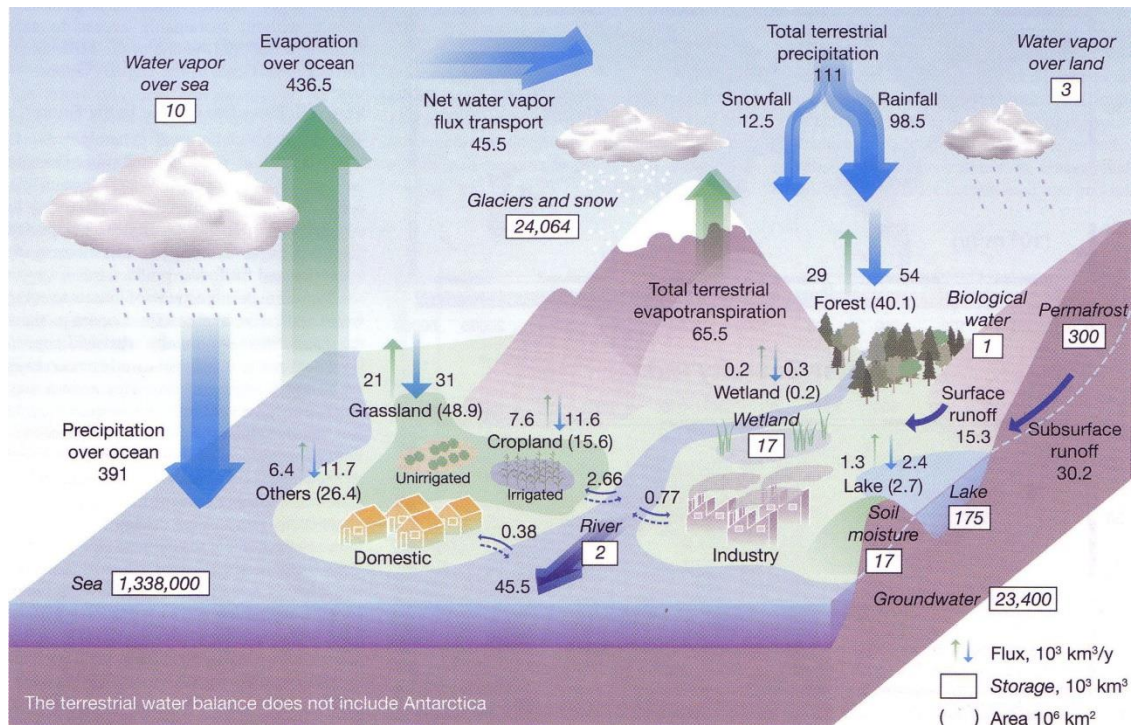 Water vapor
over sea
10
Evaporation
over ocean
436.5
Net water vapor
flux transport
45.5
Total terrestrial
precipitation
111
Snowfall
12.5
Rainfall
98.5
Water vapor
over land
3
Glaciers and snow
24,064
Total terrestrial
evapotranspiration
65.5
29 54
Forest (40.1)
Biological
water
1
Permafrost
300
0.2 0.3
Wetland (0.2)
Wetland
17
Surface
runoff
15.3
Subsurface
runoff
30.2
21 31
Grassland (48.9)
7.6 11.6
Cropland (15.6)
Unirrigated
Irrigated
Precipitation
over ocean
391
6.4 11.7
Others (26.4)
2.66
0.77
1.3 2.4
Lake (2.7)
Lake
175
Soil
moisture
17
Domestic
0.38
River
2
Industry
45.5
Sea 1,338,000
Groundwater 23,400
Flux, 10³ km³/y
Storage, 10³ km³
( ) Area 10⁶ km²
The terrestrial water balance does not include Antarctica